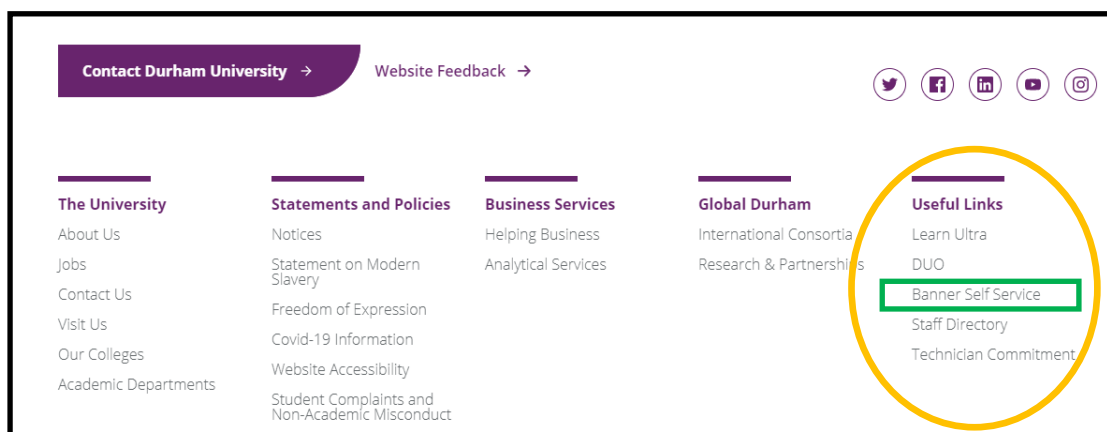 Contact Durham University →
Website Feedback →
The University
About Us
Jobs
Contact Us
Visit Us
Our Colleges
Academic Departments
Statements and Policies
Notices
Statement on Modern
Slavery
Freedom of Expression
Covid-19 Information
Website Accessibility
Student Complaints and
Non-Academic Misconduct
Business Services
Helping Business
Analytical Services
Global Durham
International Consortia
Research & Partnerships
Useful Links
Learn Ultra
DUO
Banner Self Service
Staff Directory
Technician Commitment